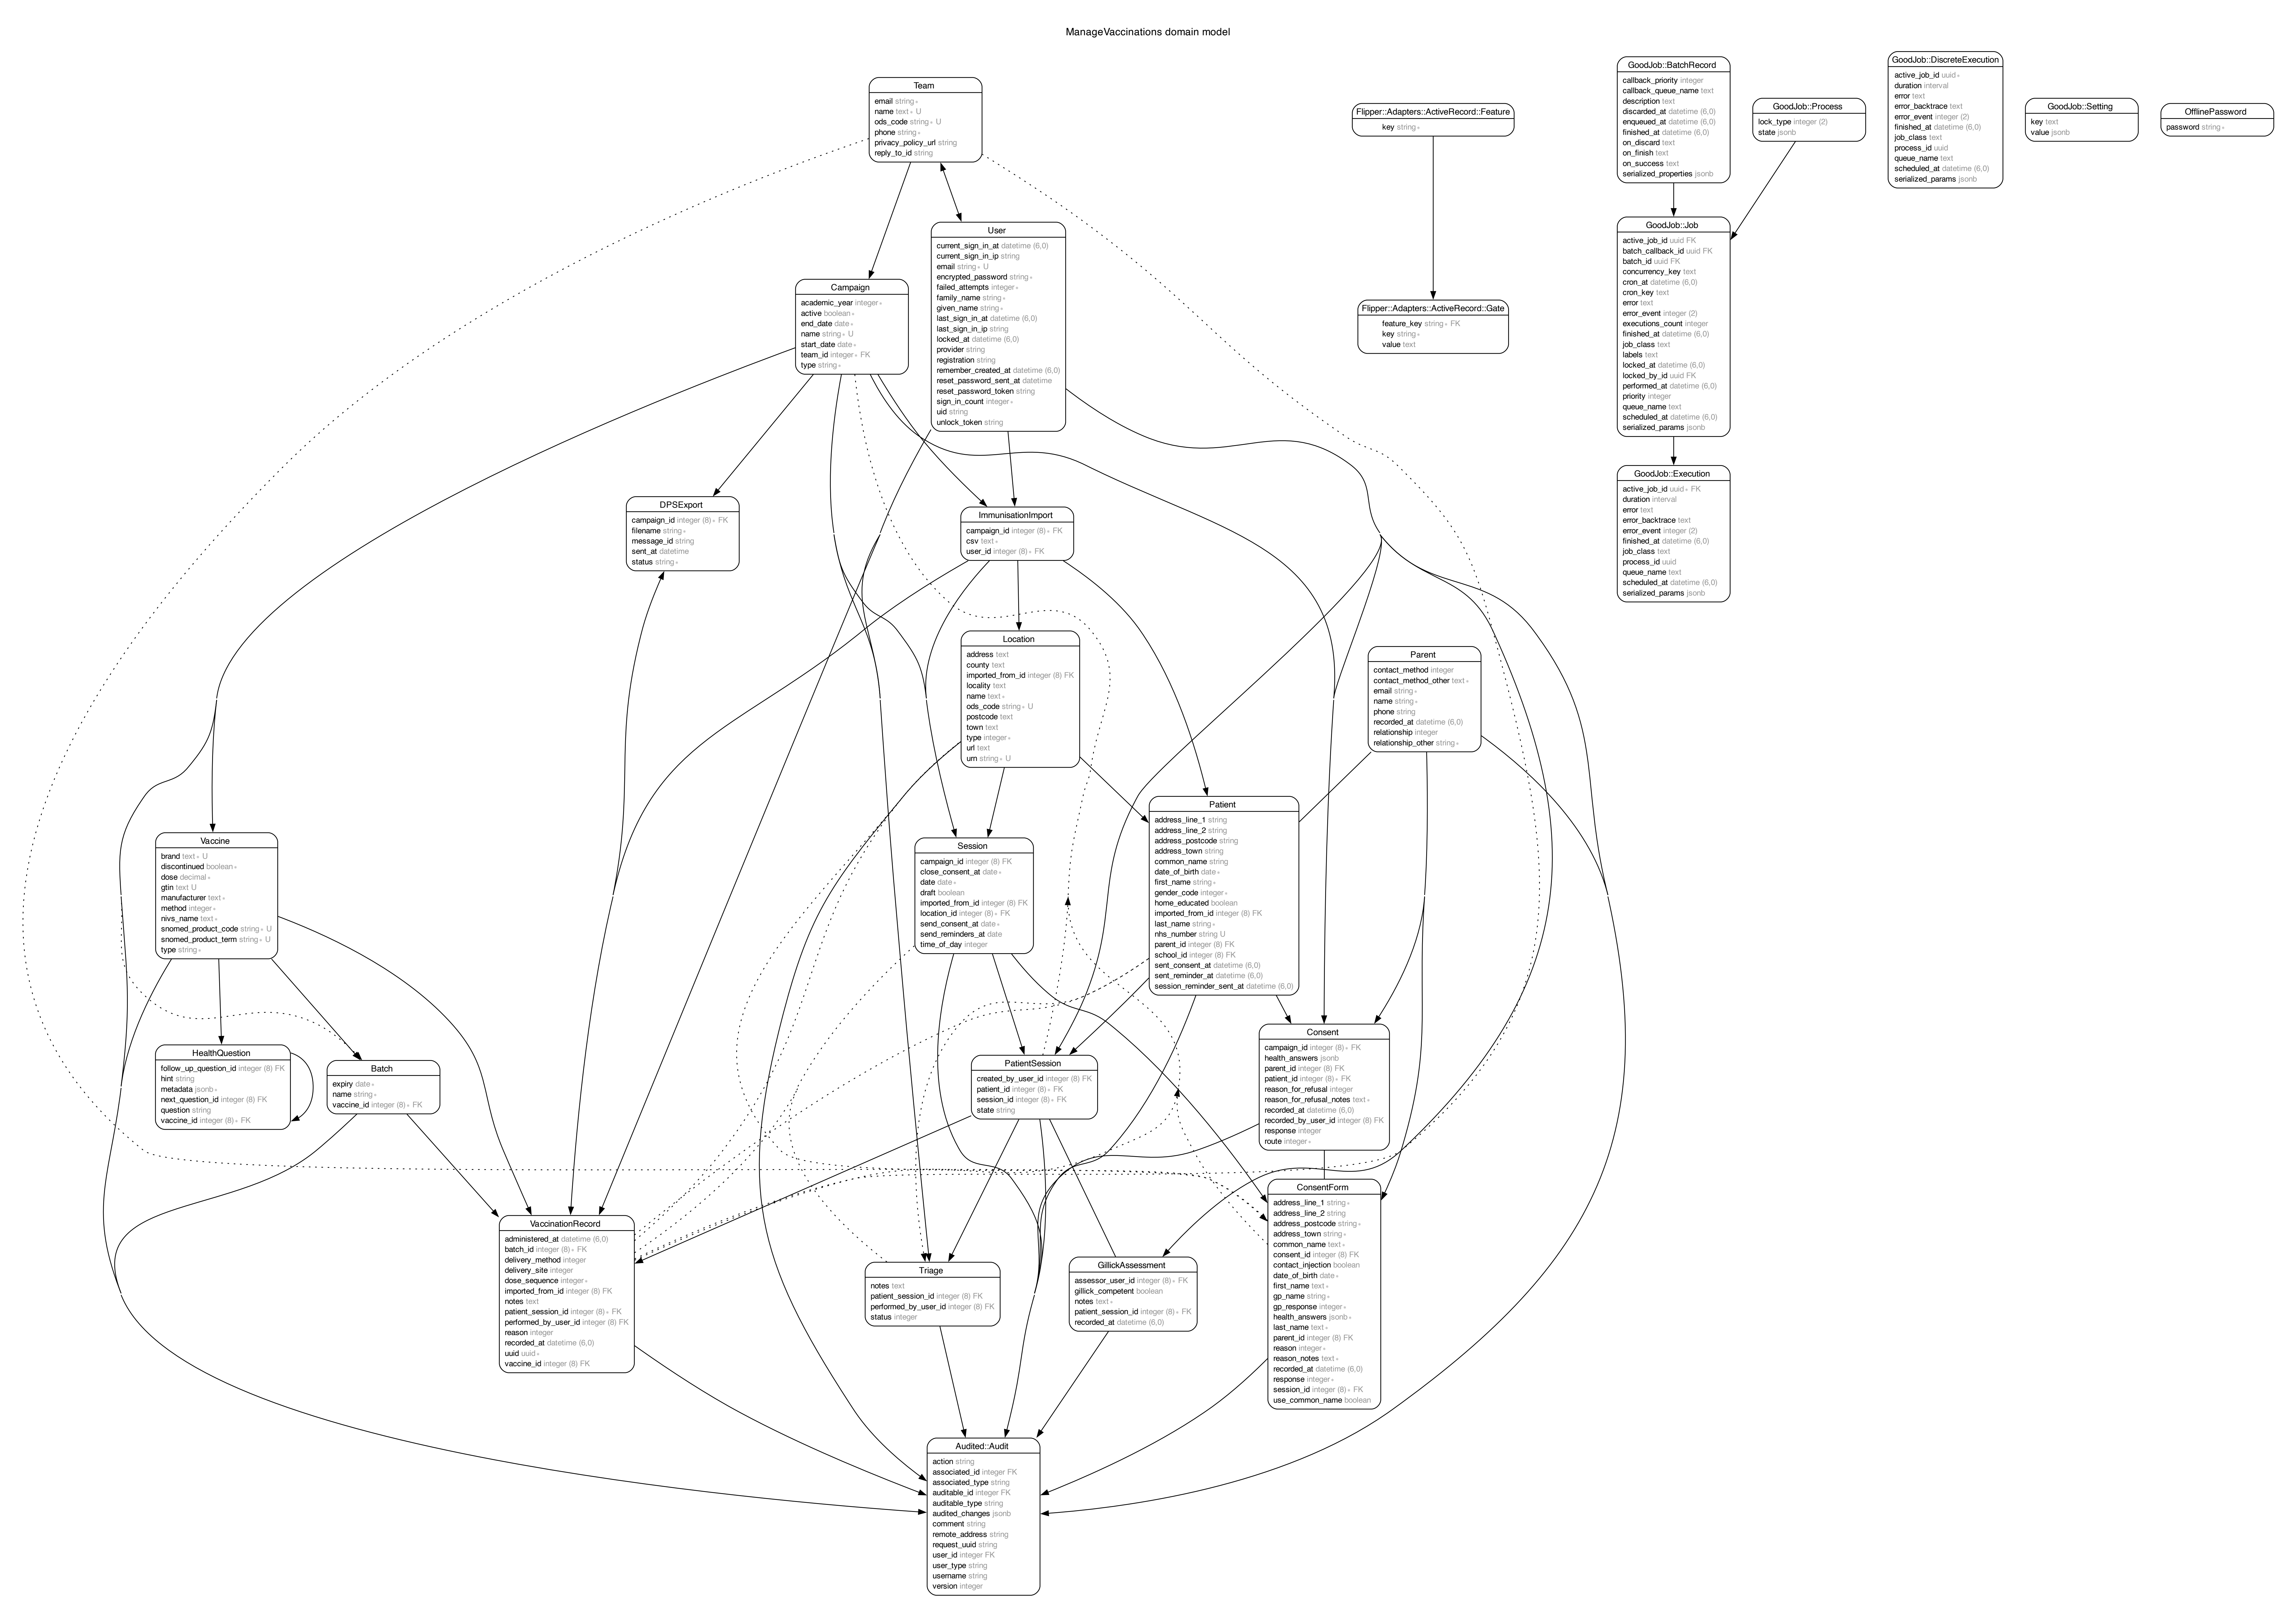 ManageVaccinations domain model
Team
email string ∗
name text ∗ U
ods_code string ∗ U
phone string ∗
privacy_policy_url string
reply_to_id string
User
current_sign_in_at datetime (6,0)
current_sign_in_ip string
email string ∗ U
encrypted_password string ∗
failed_attempts integer ∗
family_name string ∗
given_name string ∗
last_sign_in_at datetime (6,0)
last_sign_in_ip string
locked_at datetime (6,0)
provider string
registration string
remember_created_at datetime (6,0)
reset_password_sent_at datetime
reset_password_token string
sign_in_count integer ∗
uid string
unlock_token string
Campaign
academic_year integer ∗
active boolean ∗
end_date date ∗
name string ∗ U
start_date date ∗
team_id integer ∗ FK
type string ∗
DPSExport
campaign_id integer (8) ∗ FK
filename string ∗
message_id string
sent_at datetime
status string ∗
ImmunisationImport
campaign_id integer (8) ∗ FK
csv text ∗
user_id integer (8) ∗ FK
Location
address text
county text
imported_from_id integer (8) FK
locality text
name text ∗
ods_code string ∗ U
postcode text
town text
type integer ∗
url text
urn string ∗ U
Parent
contact_method integer
contact_method_other text ∗
email string ∗
name string ∗
phone string
recorded_at datetime (6,0)
relationship integer
relationship_other string ∗
Patient
address_line_1 string
address_line_2 string
address_postcode string
address_town string
common_name string
date_of_birth date ∗
first_name string ∗
gender_code integer ∗
home_educated boolean
imported_from_id integer (8) FK
last_name string ∗
nhs_number string U
parent_id integer (8) FK
school_id integer (8) FK
sent_consent_at datetime (6,0)
sent_reminder_at datetime (6,0)
session_reminder_sent_at datetime (6,0)
Vaccine
brand text ∗ U
discontinued boolean ∗
dose decimal ∗
gtin text U
manufacturer text ∗
method integer ∗
nivs_name text ∗
snomed_product_code string ∗ U
snomed_product_term string ∗ U
type string ∗
Session
campaign_id integer (8) FK
close_consent_at date ∗
date date ∗
draft boolean
imported_from_id integer (8) FK
location_id integer (8) ∗ FK
send_consent_at date ∗
send_reminders_at date
time_of_day integer
HealthQuestion
follow_up_question_id integer (8) FK
hint string
metadata jsonb ∗
next_question_id integer (8) FK
question string
vaccine_id integer (8) ∗ FK
Batch
expiry date ∗
name string ∗
vaccine_id integer (8) ∗ FK
PatientSession
created_by_user_id integer (8) FK
patient_id integer (8) ∗ FK
session_id integer (8) ∗ FK
state string
Consent
campaign_id integer (8) ∗ FK
health_answers jsonb
parent_id integer (8) FK
patient_id integer (8) ∗ FK
reason_for_refusal integer
reason_for_refusal_notes text ∗
recorded_at datetime (6,0)
recorded_by_user_id integer (8) FK
response integer
route integer ∗
VaccinationRecord
administered_at datetime (6,0)
batch_id integer (8) ∗ FK
delivery_method integer
delivery_site integer
dose_sequence integer ∗
imported_from_id integer (8) FK
notes text
patient_session_id integer (8) ∗ FK
performed_by_user_id integer (8) FK
reason integer
recorded_at datetime (6,0)
uuid uuid ∗
vaccine_id integer (8) FK
Triage
notes text
patient_session_id integer (8) FK
performed_by_user_id integer (8) FK
status integer
GillickAssessment
assessor_user_id integer (8) ∗ FK
gillick_competent boolean
notes text ∗
patient_session_id integer (8) ∗ FK
recorded_at datetime (6,0)
ConsentForm
address_line_1 string ∗
address_line_2 string
address_postcode string ∗
address_town string ∗
common_name text ∗
consent_id integer (8) FK
contact_injection boolean
date_of_birth date ∗
first_name text ∗
gp_name string ∗
gp_response integer ∗
health_answers jsonb ∗
last_name text ∗
parent_id integer (8) FK
reason integer ∗
reason_notes text ∗
recorded_at datetime (6,0)
response integer ∗
session_id integer (8) ∗ FK
use_common_name boolean
Audited::Audit
action string
associated_id integer FK
associated_type string
auditable_id integer FK
auditable_type string
audited_changes jsonb
comment string
remote_address string
request_uuid string
user_id integer FK
user_type string
username string
version integer
Flipper::Adapters::ActiveRecord::Feature
key string ∗
Flipper::Adapters::ActiveRecord::Gate
feature_key string ∗ FK
key string ∗
value text
GoodJob::BatchRecord
callback_priority integer
callback_queue_name text
description text
discarded_at datetime (6,0)
enqueued_at datetime (6,0)
finished_at datetime (6,0)
on_discard text
on_finish text
on_success text
serialized_properties jsonb
GoodJob::Process
lock_type integer (2)
state jsonb
GoodJob::DiscreteExecution
active_job_id uuid ∗
duration interval
error text
error_backtrace text
error_event integer (2)
finished_at datetime (6,0)
job_class text
process_id uuid
queue_name text
scheduled_at datetime (6,0)
serialized_params jsonb
GoodJob::Setting
key text
value jsonb
OfflinePassword
password string ∗
GoodJob::Job
active_job_id uuid FK
batch_callback_id uuid FK
batch_id uuid FK
concurrency_key text
cron_at datetime (6,0)
cron_key text
error text
error_event integer (2)
executions_count integer
finished_at datetime (6,0)
job_class text
labels text
locked_at datetime (6,0)
locked_by_id uuid FK
performed_at datetime (6,0)
priority integer
queue_name text
scheduled_at datetime (6,0)
serialized_params jsonb
GoodJob::Execution
active_job_id uuid ∗ FK
duration interval
error text
error_backtrace text
error_event integer (2)
finished_at datetime (6,0)
job_class text
process_id uuid
queue_name text
scheduled_at datetime (6,0)
serialized_params jsonb